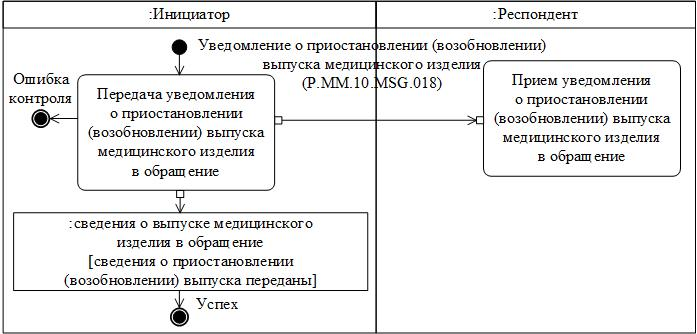 :Инициатор
:Респондент
Уведомление о приостановлении (возобновлении)
выпуска медицинского изделия
(P.MM.10.MSG.018)
Ошибка
контроля
Передача уведомления
о приостановлении
(возобновлении) выпуска
медицинского изделия
в обращение
Прием уведомления
о приостановлении
(возобновлении) выпуска
медицинского изделия
в обращение
:сведения о выпуске медицинского
изделия в обращение
[сведения о приостановлении
(возобновлении) выпуска переданы]
Успех